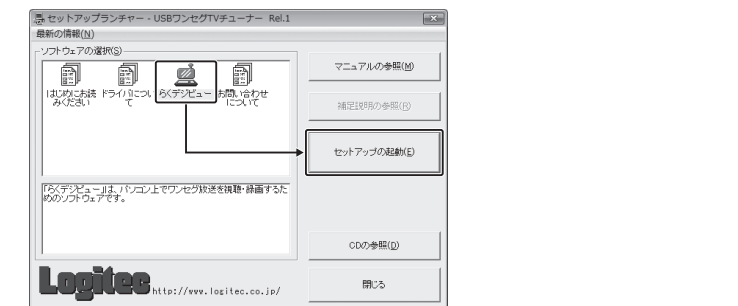 セットアップランチャー - USBワンセグTVチューナー Rel.1
最新の情報(N)
ソフトウェアの選択(S)
はじめにお読みください
ドライバについて
らくデジビュー
お問い合わせについて
「らくデジビュー」は、パソコン上でワンセグ放送を視聴・録画するた
めのソフトウェアです。
マニュアルの参照(M)
補足説明の参照(R)
セットアップの起動(E)
CDの参照(D)
閉じる
Logitec
http://www.logitec.co.jp/